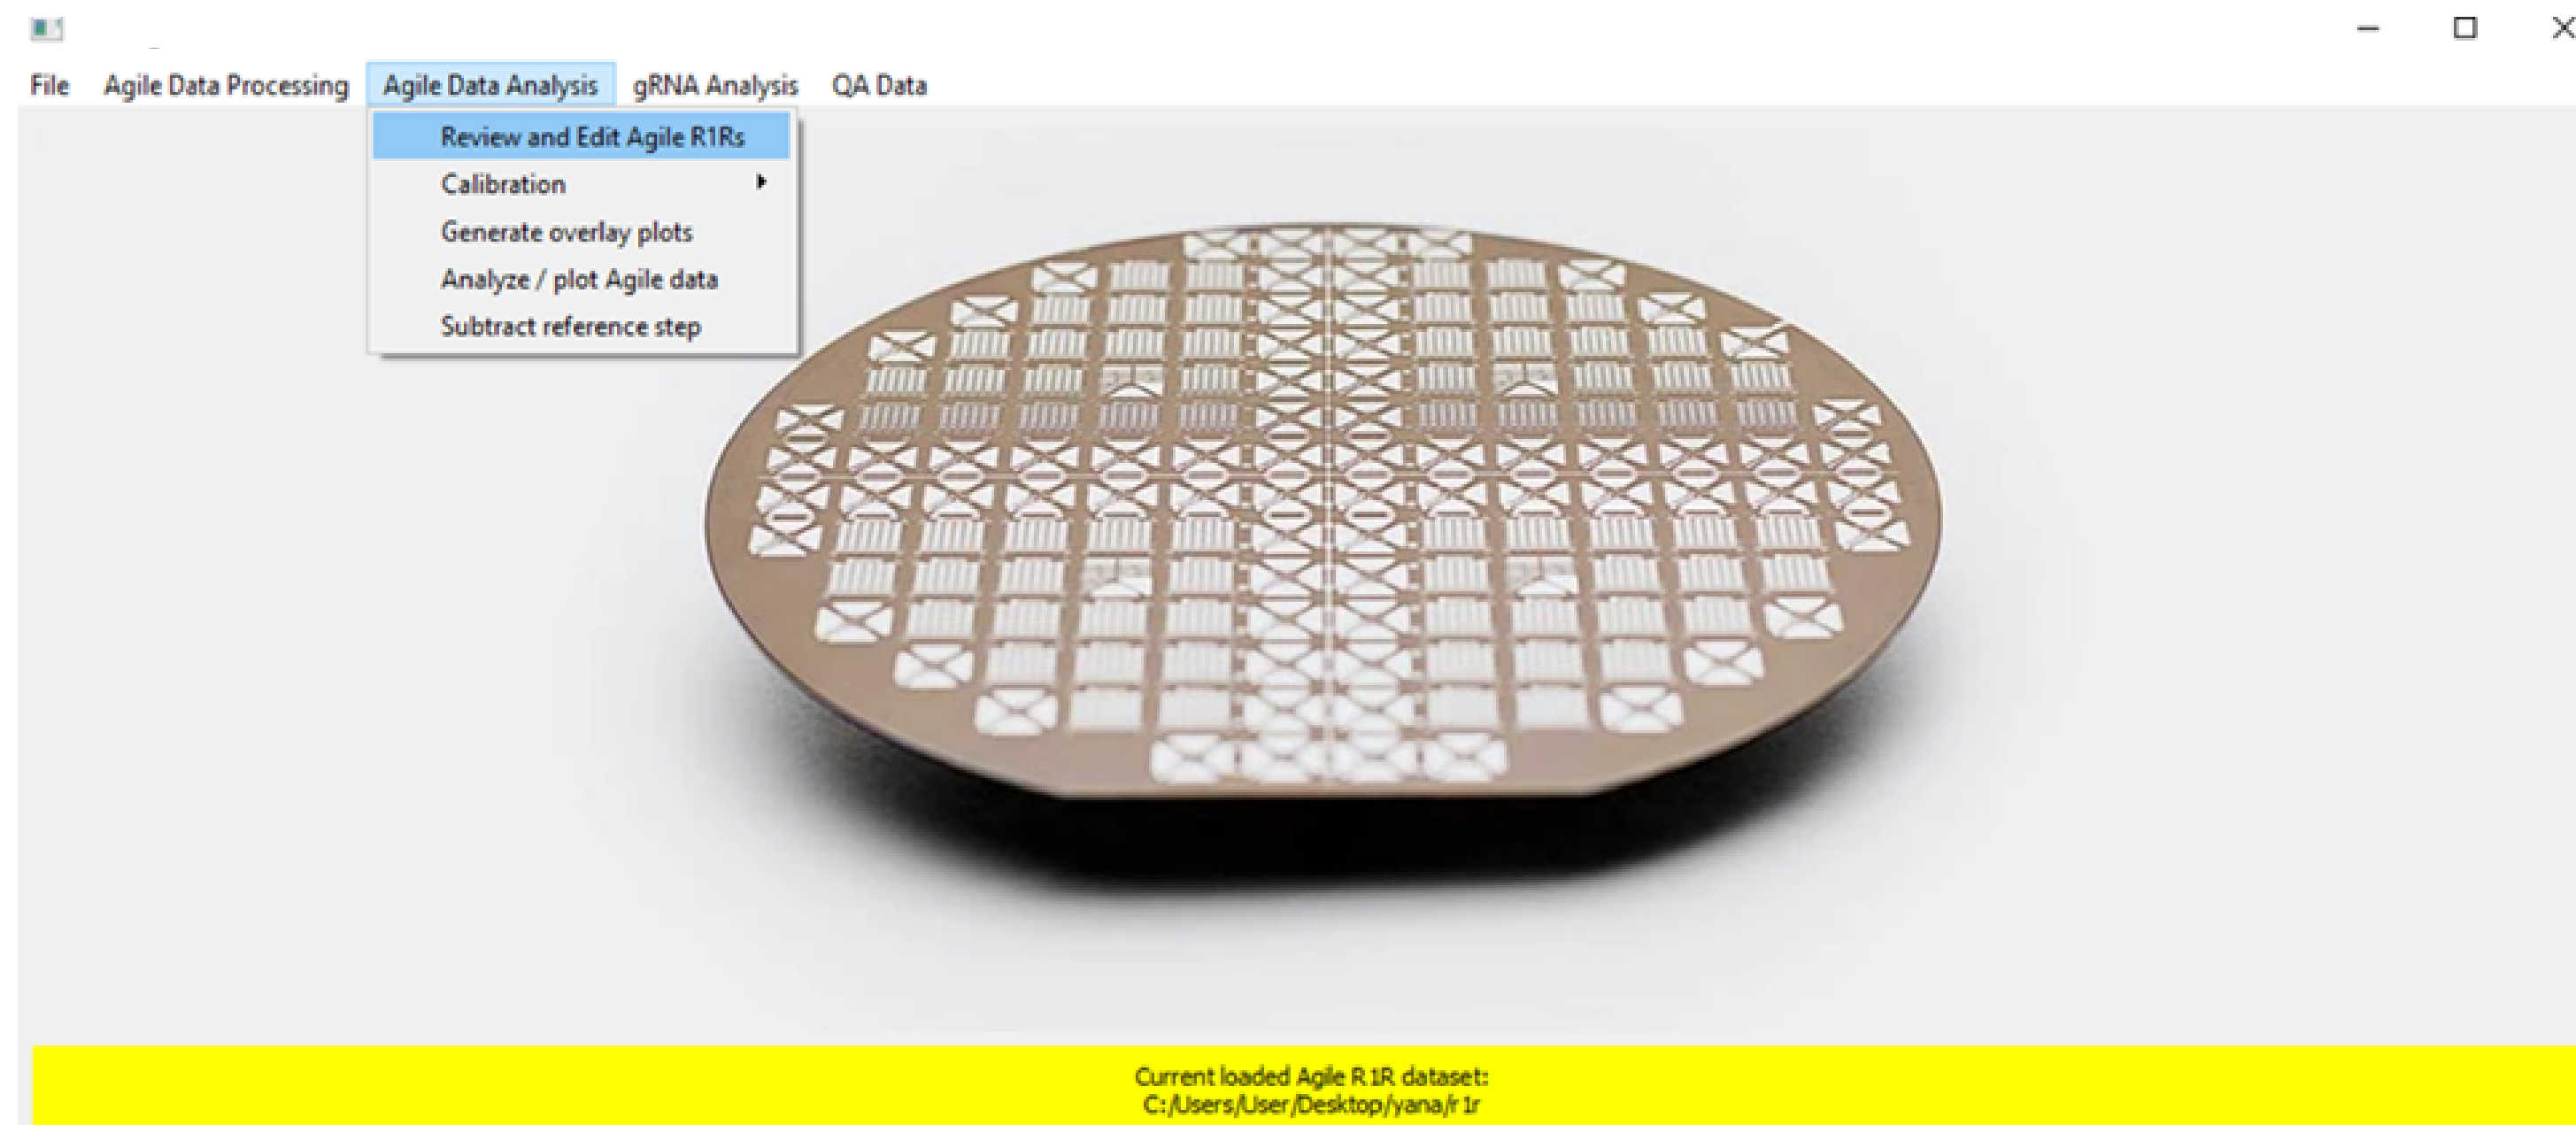 File Agile Data Processing Agile Data Analysis gRNA Analysis QA Data
Review and Edit Agile R1Rs
Calibration
Generate overlay plots
Analyze / plot Agile data
Subtract reference step
Current loaded Agile R1R dataset:
C:/Users/User/Desktop/yana/r1r